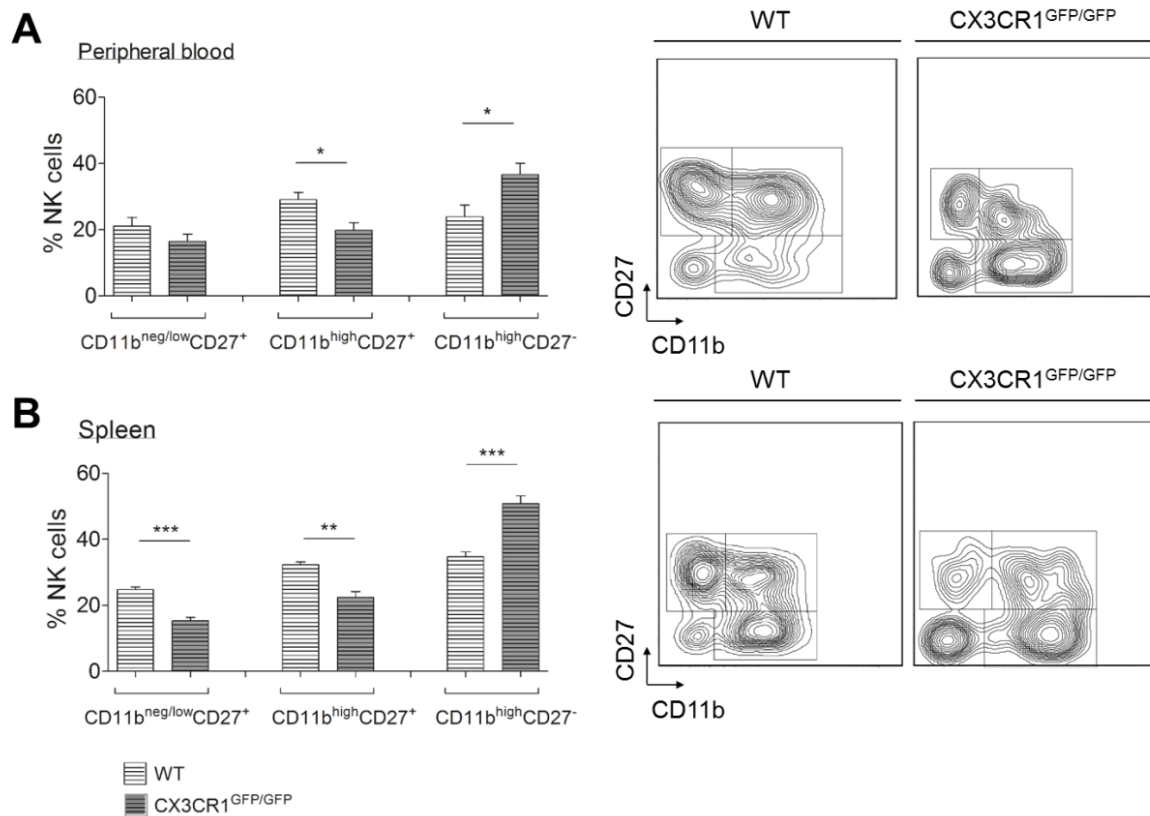 A
Peripheral blood
% NK cells
60
40
20
0
*
*
CD11b^neg/low CD27^+
CD11b^high CD27^+
CD11b^high CD27^-
WT
CX3CR1^GFP/GFP
CD27
CD11b
B
Spleen
% NK cells
60
40
20
0
***
**
***
CD11b^neg/low CD27^+
CD11b^high CD27^+
CD11b^high CD27^-
WT
CX3CR1^GFP/GFP
CD27
CD11b
WT
CX3CR1^GFP/GFP